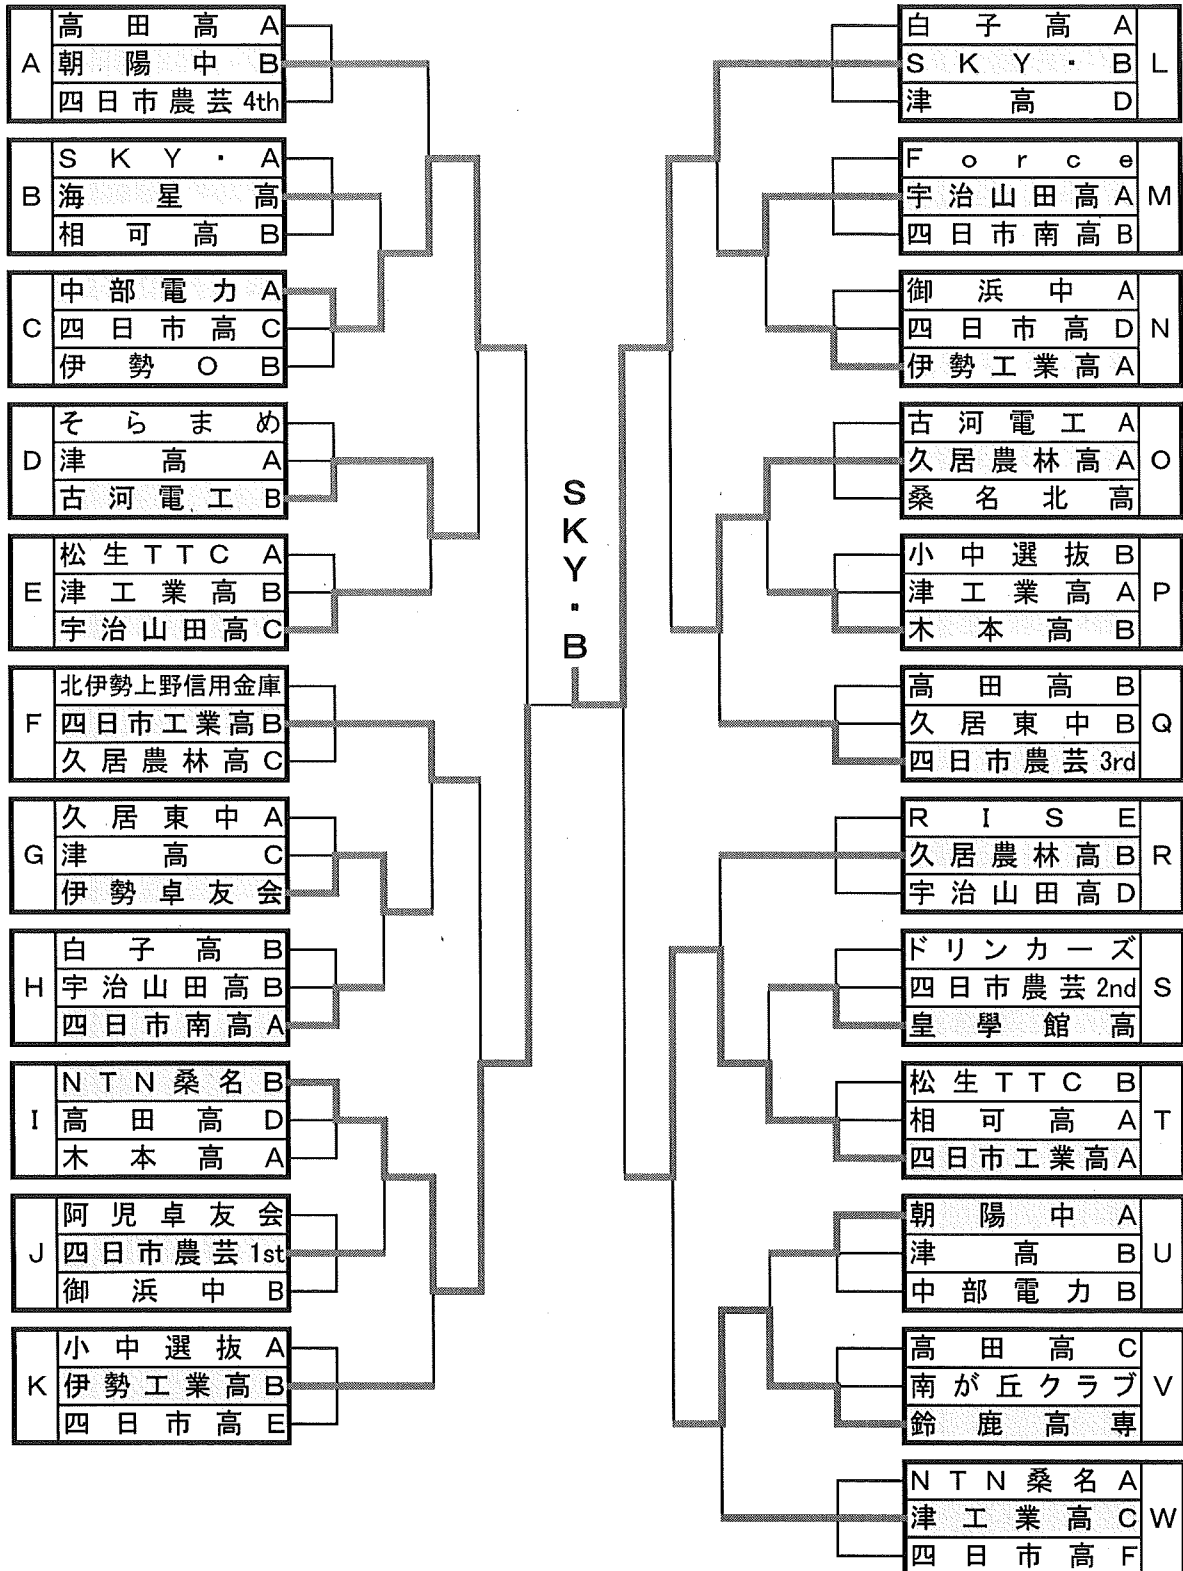 A
高田高A
朝陽中B
四日市農芸4th
B
SKY・A
海星高
相可高B
C
中部電力A
四日市高C
伊勢OB
D
そらまめ
津高A
古河電工B
E
松生TTC A
津工業高B
宇治山田高C
F
北伊勢上野信用金庫
四日市工業高B
久居農林高C
G
久居東中A
津高C
伊勢卓友会
H
白子高B
宇治山田高B
四日市南高A
I
NTN桑名B
高田高D
木本高A
J
阿児卓友会
四日市農芸1st
御浜中B
K
小中選抜A
伊勢工業高B
四日市高E
SKY・B
白子高A
SKY・B
津高D
L
Force
宇治山田高A
四日市南高B
M
御浜中A
四日市高D
伊勢工業高A
N
古河電工A
久居農林高A
桑名北高
O
小中選抜B
津工業高A
木本高B
P
高田高B
久居東中B
四日市農芸3rd
Q
RISE
久居農林高B
宇治山田高D
R
ドリンカーズ
四日市農芸2nd
皇學館高
S
松生TTC B
相可高A
四日市工業高A
T
朝陽中A
津高B
中部電力B
U
高田高C
南が丘クラブ
鈴鹿高専
V
NTN桑名A
津工業高C
四日市高F
W